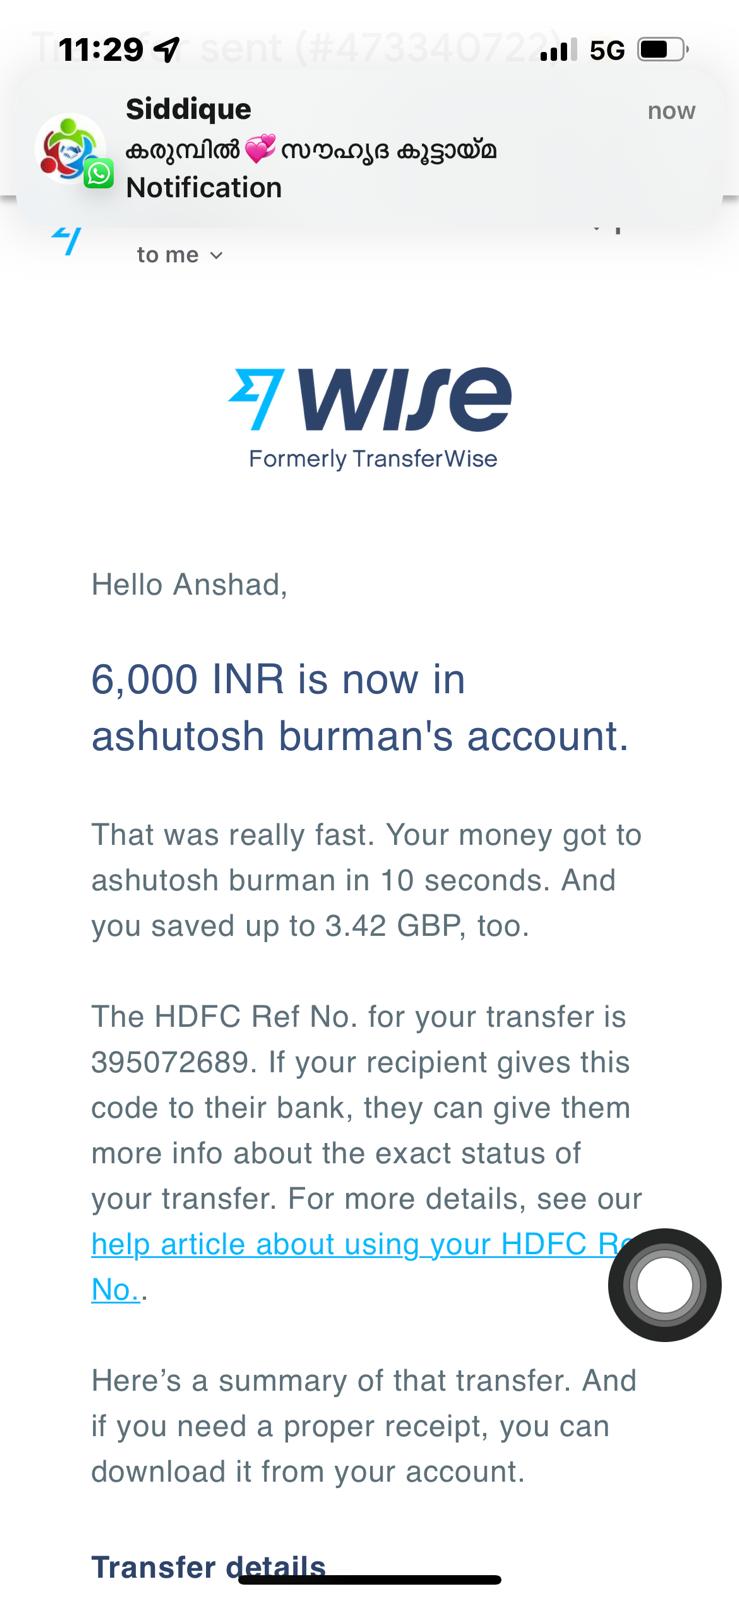 Transfer sent (#473340722)
11:29
5G
Siddique
now
കരുമ്പിൽ 💞 സൗഹൃദ കൂട്ടായ്മ
Notification
to me
wise
Formerly TransferWise
Hello Anshad,
6,000 INR is now in
ashutosh burman's account.
That was really fast. Your money got to
ashutosh burman in 10 seconds. And
you saved up to 3.42 GBP, too.
The HDFC Ref No. for your transfer is
395072689. If your recipient gives this
code to their bank, they can give them
more info about the exact status of
your transfer. For more details, see our
help article about using your HDFC
No..
Here’s a summary of that transfer. And
if you need a proper receipt, you can
download it from your account.
Transfer details